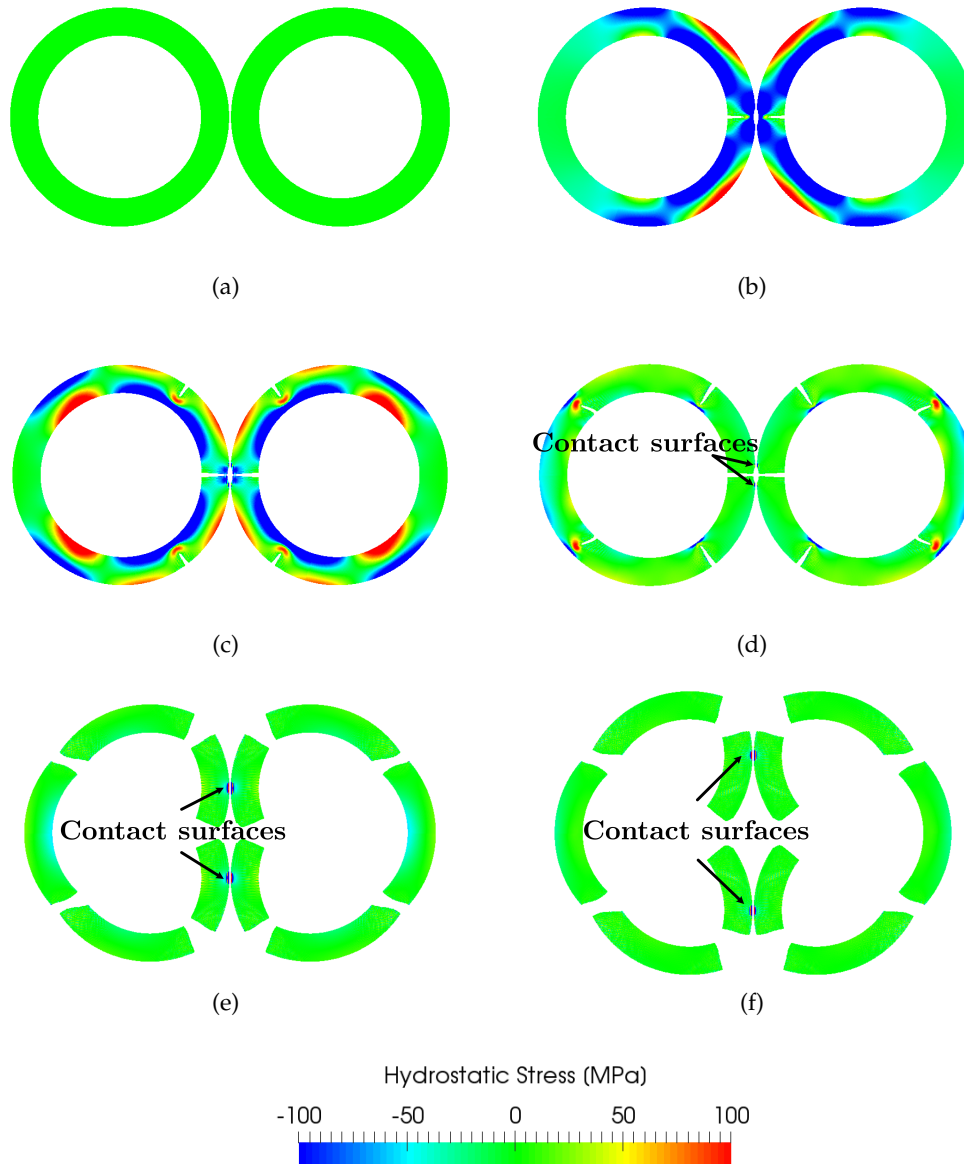 (a)
(b)
(c)
Contact surfaces
(d)
Contact surfaces
(e)
Contact surfaces
(f)
Hydrostatic Stress (MPa)
-100 -50 0 50 100